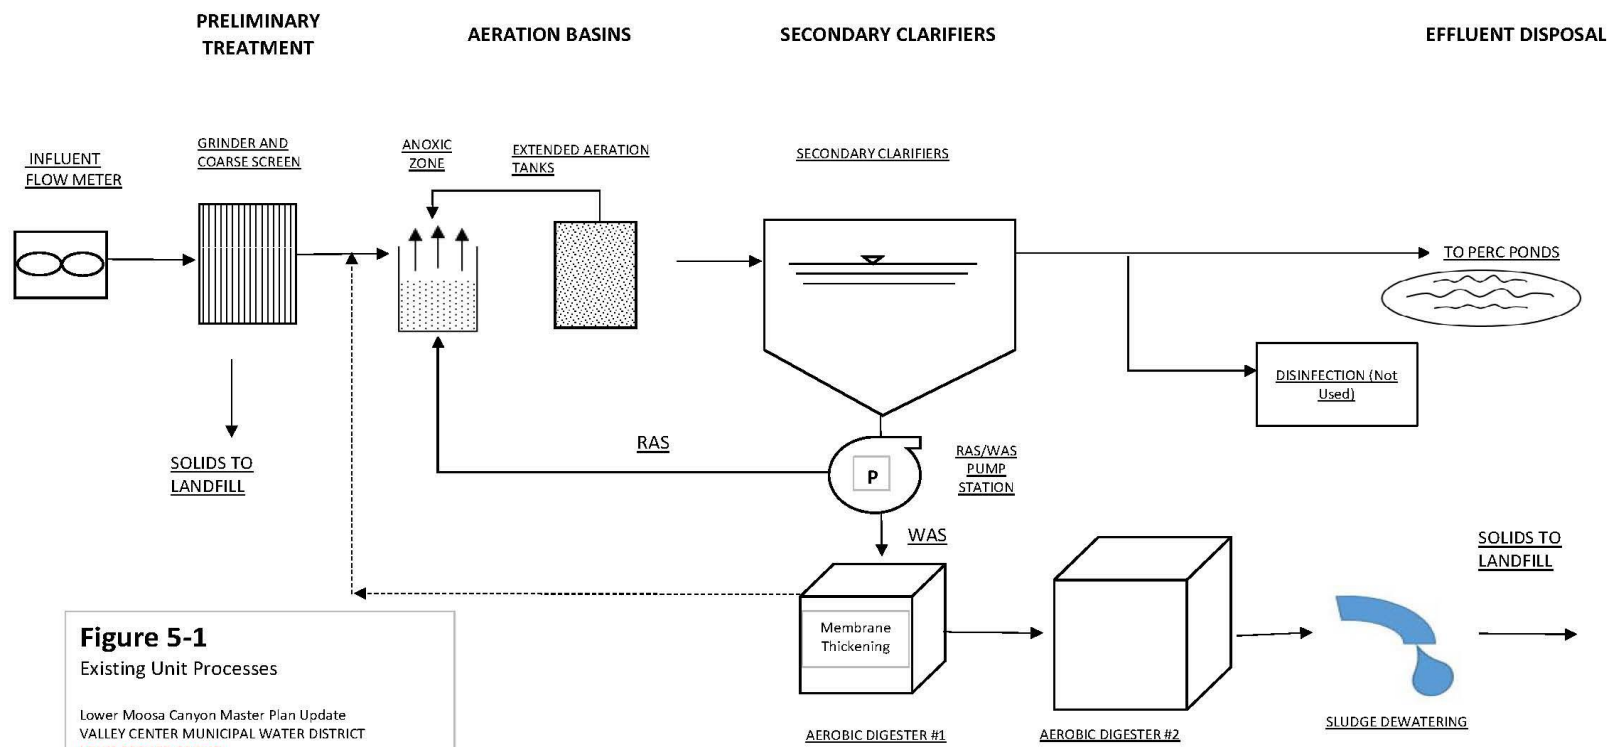 PRELIMINARY
TREATMENT
AERATION BASINS
SECONDARY CLARIFIERS
EFFLUENT DISPOSAL
INFLUENT
FLOW METER
GRINDER AND
COARSE SCREEN
ANOXIC
ZONE
EXTENDED AERATION
TANKS
SECONDARY CLARIFIERS
TO PERC PONDS
DISINFECTION (Not
Used)
SOLIDS TO
LANDFILL
RAS
P
RAS/WAS
PUMP
STATION
WAS
SOLIDS TO
LANDFILL
Membrane
Thickening
AEROBIC DIGESTER #1
AEROBIC DIGESTER #2
SLUDGE DEWATERING
Figure 5-1
Existing Unit Processes
Lower Moosa Canyon Master Plan Update
VALLEY CENTER MUNICIPAL WATER DISTRICT